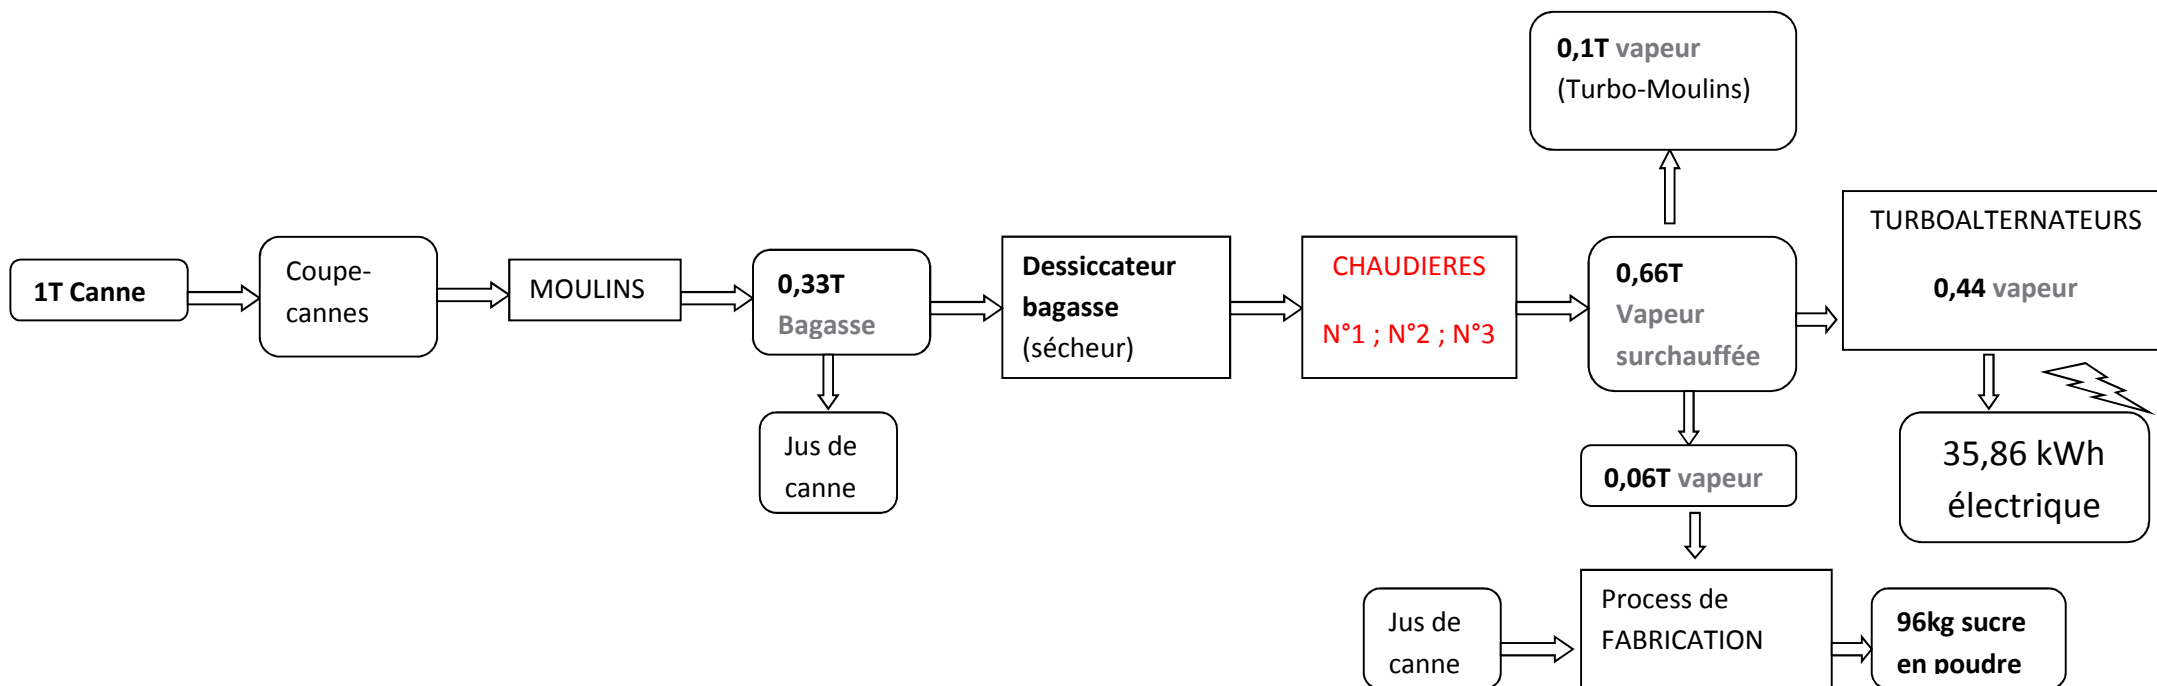 1T Canne
Coupe-
cannes
MOULINS
0,33T
Bagasse
Jus de
canne
Dessiccateur
bagasse
(sécheur)
CHAUDIERES
N°1 ; N°2 ; N°3
0,1T vapeur
(Turbo-Moulins)
0,66T
Vapeur
surchauffée
TURBOALTERNATEURS
0,44 vapeur
35,86 kWh
électrique
0,06T vapeur
Jus de
canne
Process de
FABRICATION
96kg sucre
en poudre